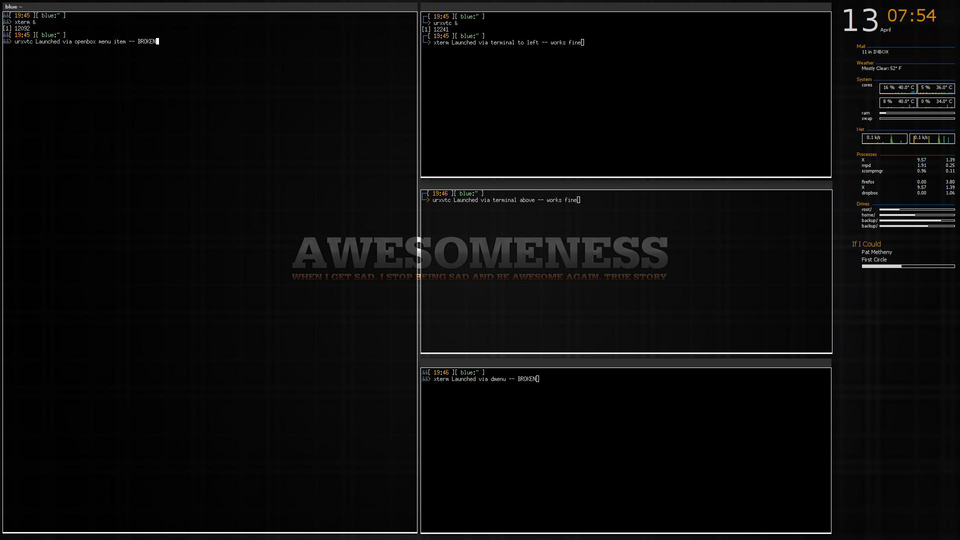 blue ~
[ 19:45 ][ blue:~ ]
xterm &
[1] 12092
[ 19:45 ][ blue:~ ]
urxvtc Launched via openbox menu item -- BROKEN
[ 19:45 ][ blue:~ ]
urxvtc &
[1] 12241
[ 19:45 ][ blue:~ ]
xterm Launched via terminal to left -- works fine
[ 19:46 ][ blue:~ ]
urxvtc Launched via terminal above -- works fine
[ 19:46 ][ blue:~ ]
xterm Launched via dmenu -- BROKEN
AWESOMENESS
WHEN I GET SAD, I STOP BEING SAD AND BE AWESOME AGAIN. TRUE STORY
13 07:54
April
Mail
11 in INBOX
Weather
Mostly Clear: 52° F
System
cores
16 % 40.0° C 5 % 36.0° C
8 % 40.0° C 0 % 34.0° C
ram
swap
Net
0.1 k/s 0.1 k/s
Processes
X 9.57 1.39
mpd 1.91 0.25
xcompmgr 0.96 0.11
firefox 0.00 3.80
X 9.57 1.39
dropbox 0.00 1.06
Drives
root/
home/
backup/
backup/
If I Could
Pat Metheny
First Circle